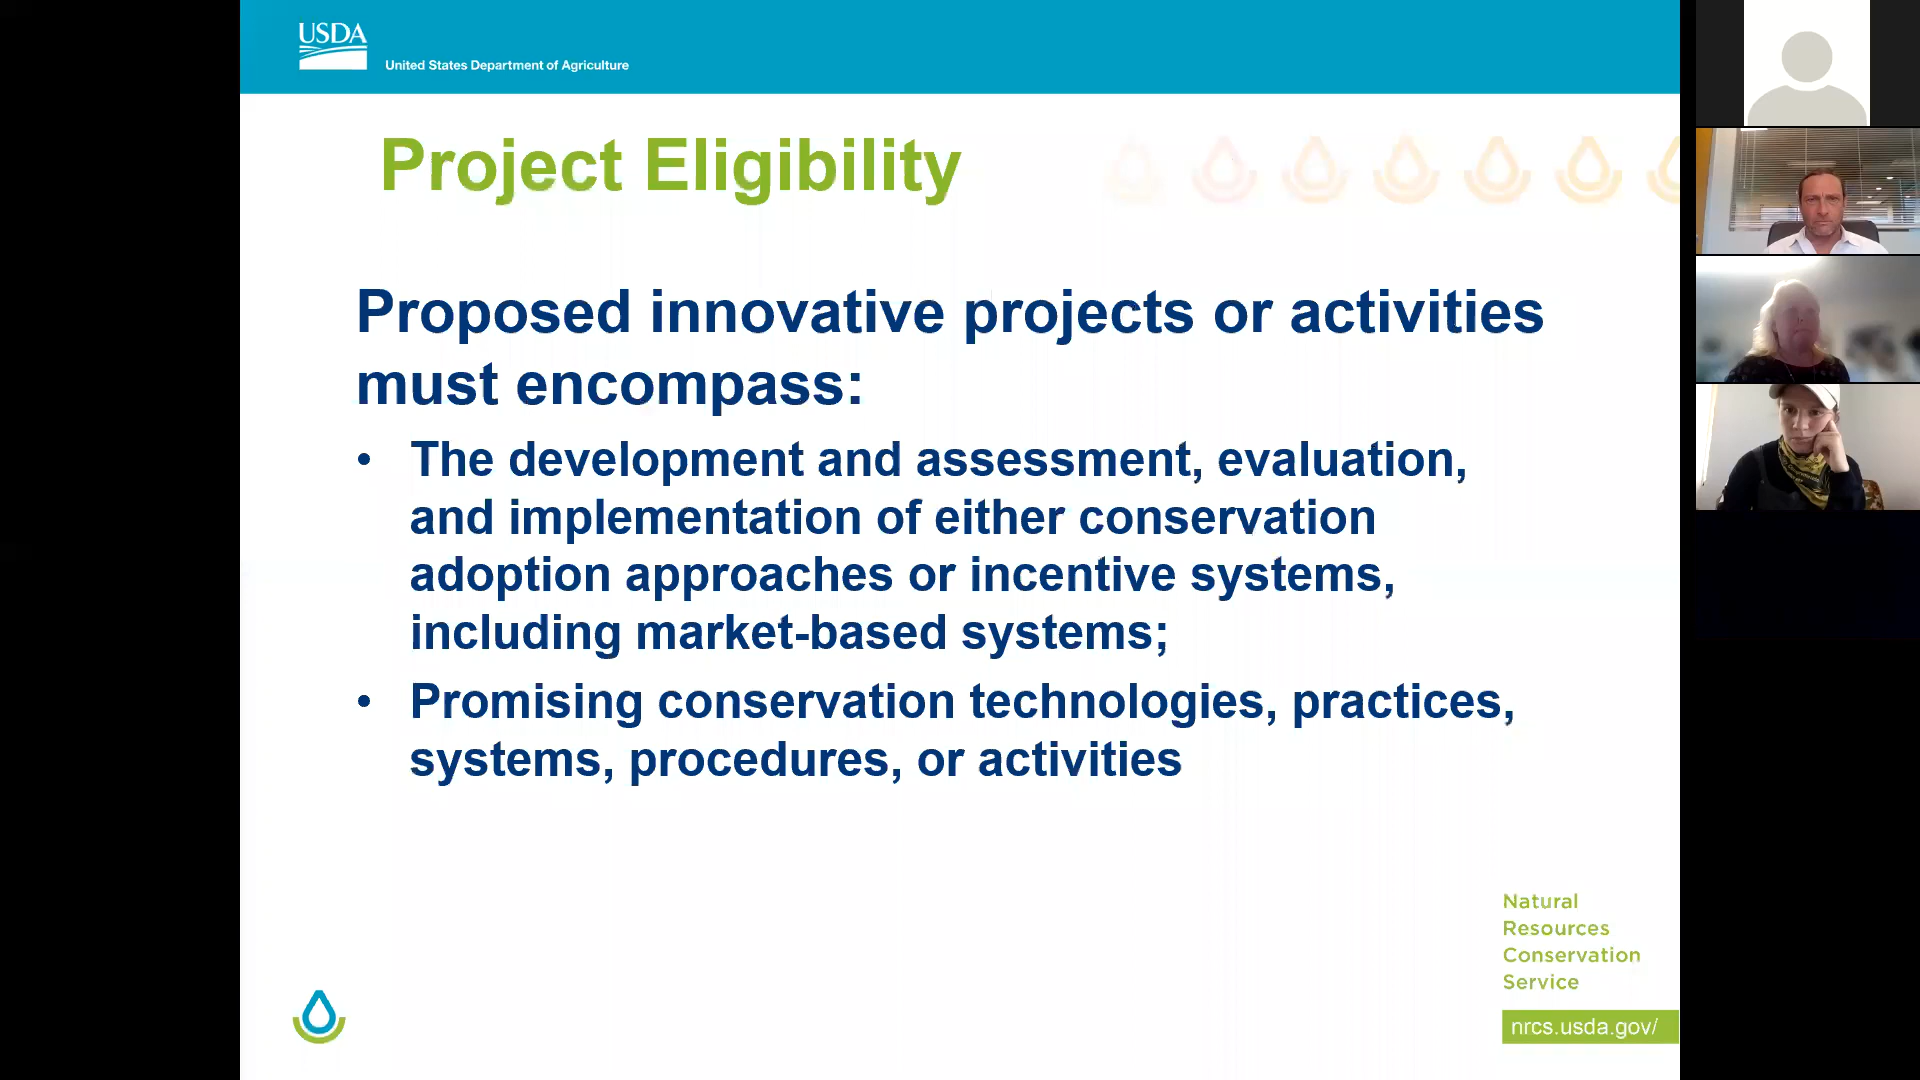 USDA
United States Department of Agriculture
Project Eligibility
Proposed innovative projects or activities
must encompass:
• The development and assessment, evaluation,
and implementation of either conservation
adoption approaches or incentive systems,
including market-based systems;
• Promising conservation technologies, practices,
systems, procedures, or activities
Natural
Resources
Conservation
Service
nrcs.usda.gov/